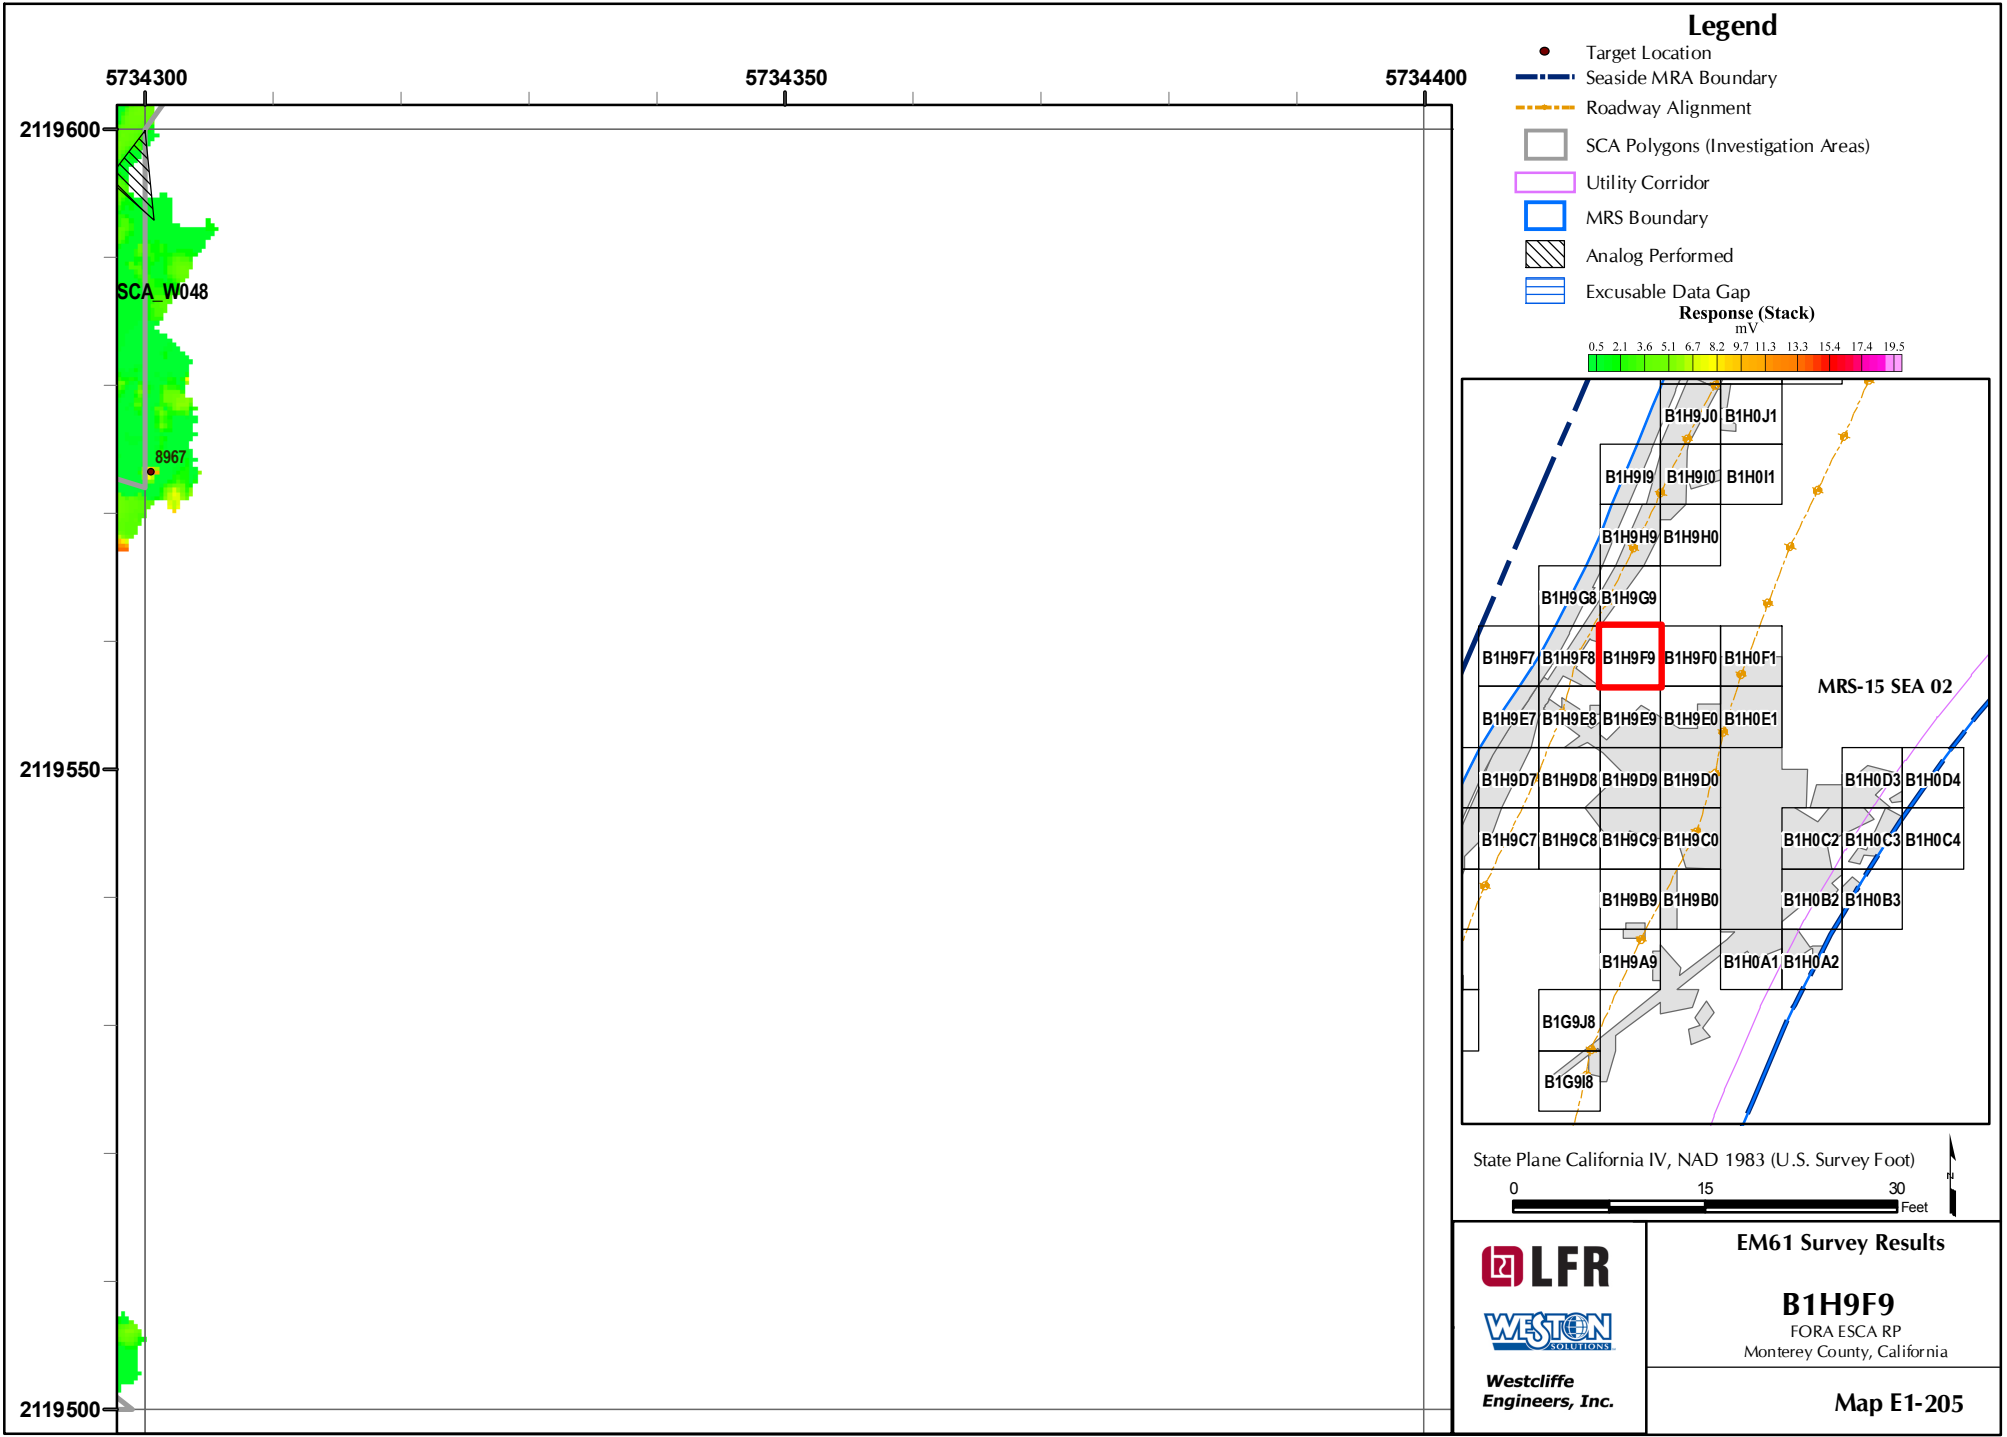 5734300
5734350
5734400
2119600
2119550
2119500
SCA_W048
8967
Legend
Target Location
Seaside MRA Boundary
Roadway Alignment
SCA Polygons (Investigation Areas)
Utility Corridor
MRS Boundary
Analog Performed
Excusable Data Gap
Response (Stack)
mV
0.5 2.1 3.6 5.1 6.7 8.2 9.7 11.3 13.3 15.4 17.4 19.5
B1H9J0 B1H0J1
B1H9I9 B1H9I0 B1H0I1
B1H9H9 B1H9H0
B1H9G8 B1H9G9
B1H9F7 B1H9F8 B1H9F9 B1H9F0 B1H0F1
MRS-15 SEA 02
B1H9E7 B1H9E8 B1H9E9 B1H9E0 B1H0E1
B1H9D7 B1H9D8 B1H9D9 B1H9D0 B1H0D3 B1H0D4
B1H9C7 B1H9C8 B1H9C9 B1H9C0 B1H0C2 B1H0C3 B1H0C4
B1H9B9 B1H9B0 B1H0B2 B1H0B3
B1H9A9 B1H0A1 B1H0A2
B1G9J8
B1G9I8
State Plane California IV, NAD 1983 (U.S. Survey Foot)
0 15 30
Feet
N
LFR
WESTON
SOLUTIONS
Westcliffe
Engineers, Inc.
EM61 Survey Results
B1H9F9
FORA ESCA RP
Monterey County, California
Map E1-205